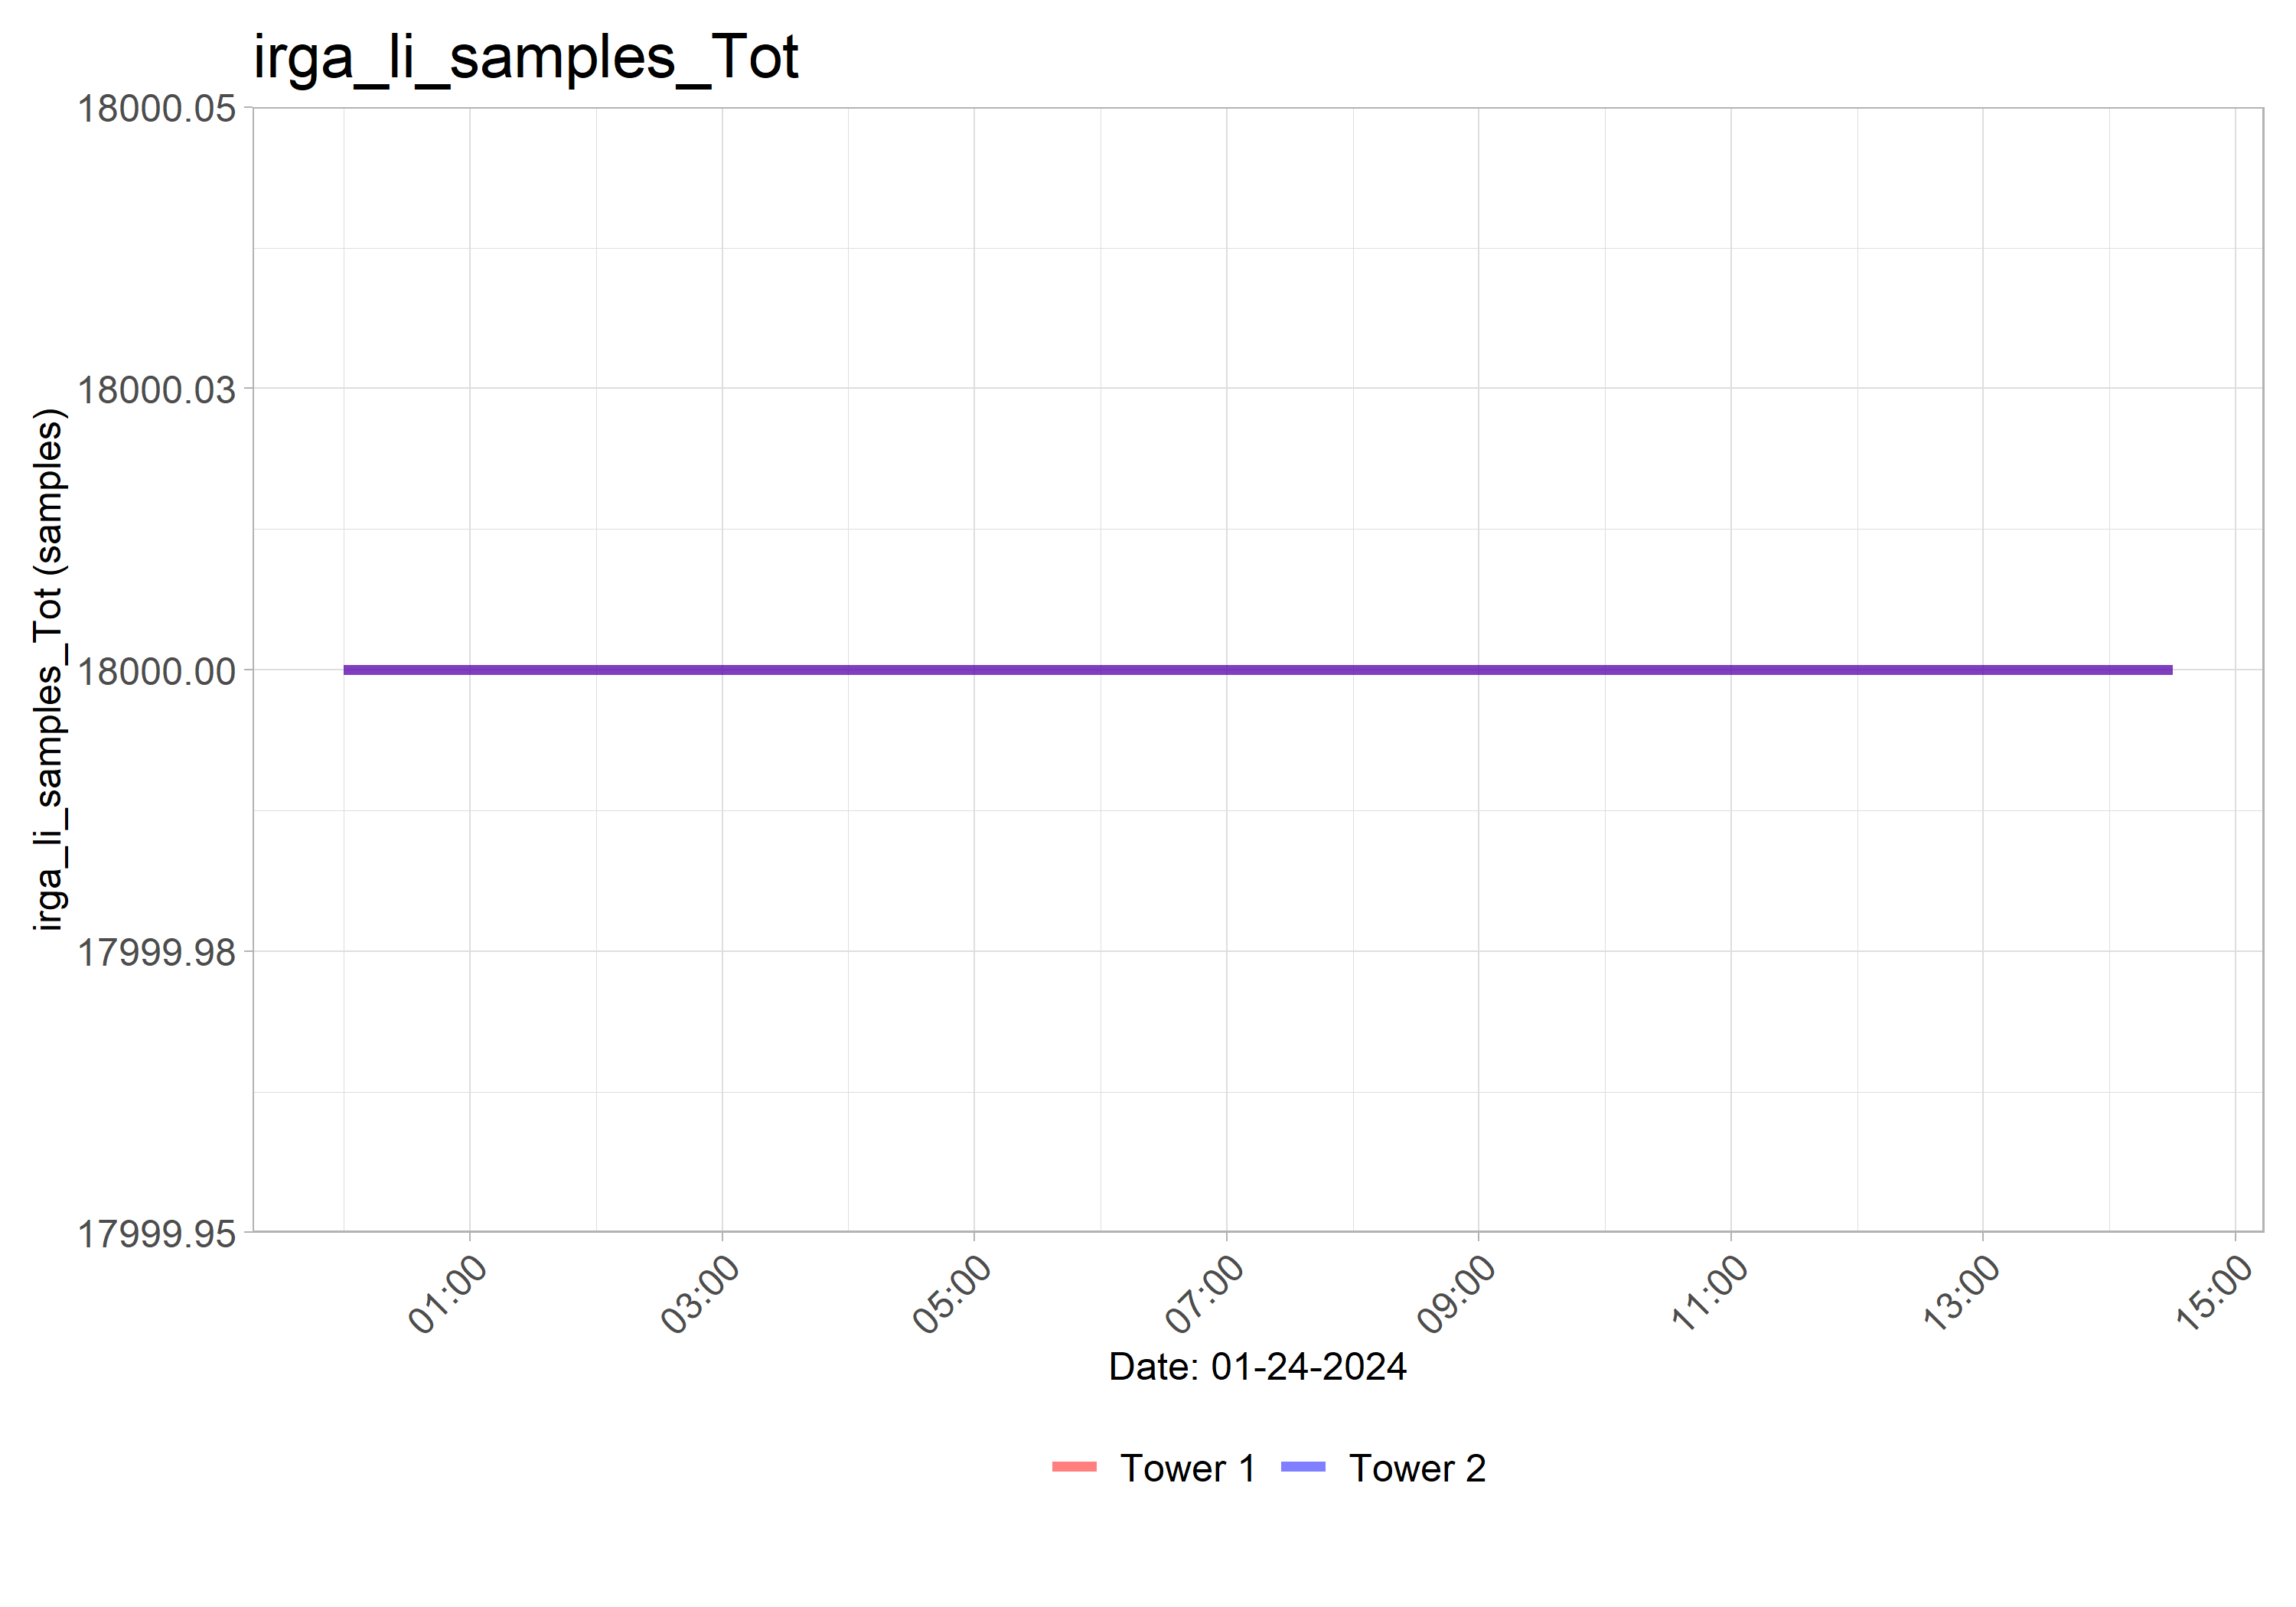 irga_li_samples_Tot
18000.05
18000.03
18000.00
17999.98
17999.95
irga_li_samples_Tot (samples)
01:00 03:00 05:00 07:00 09:00 11:00 13:00 15:00
Date: 01-24-2024
Tower 1 Tower 2